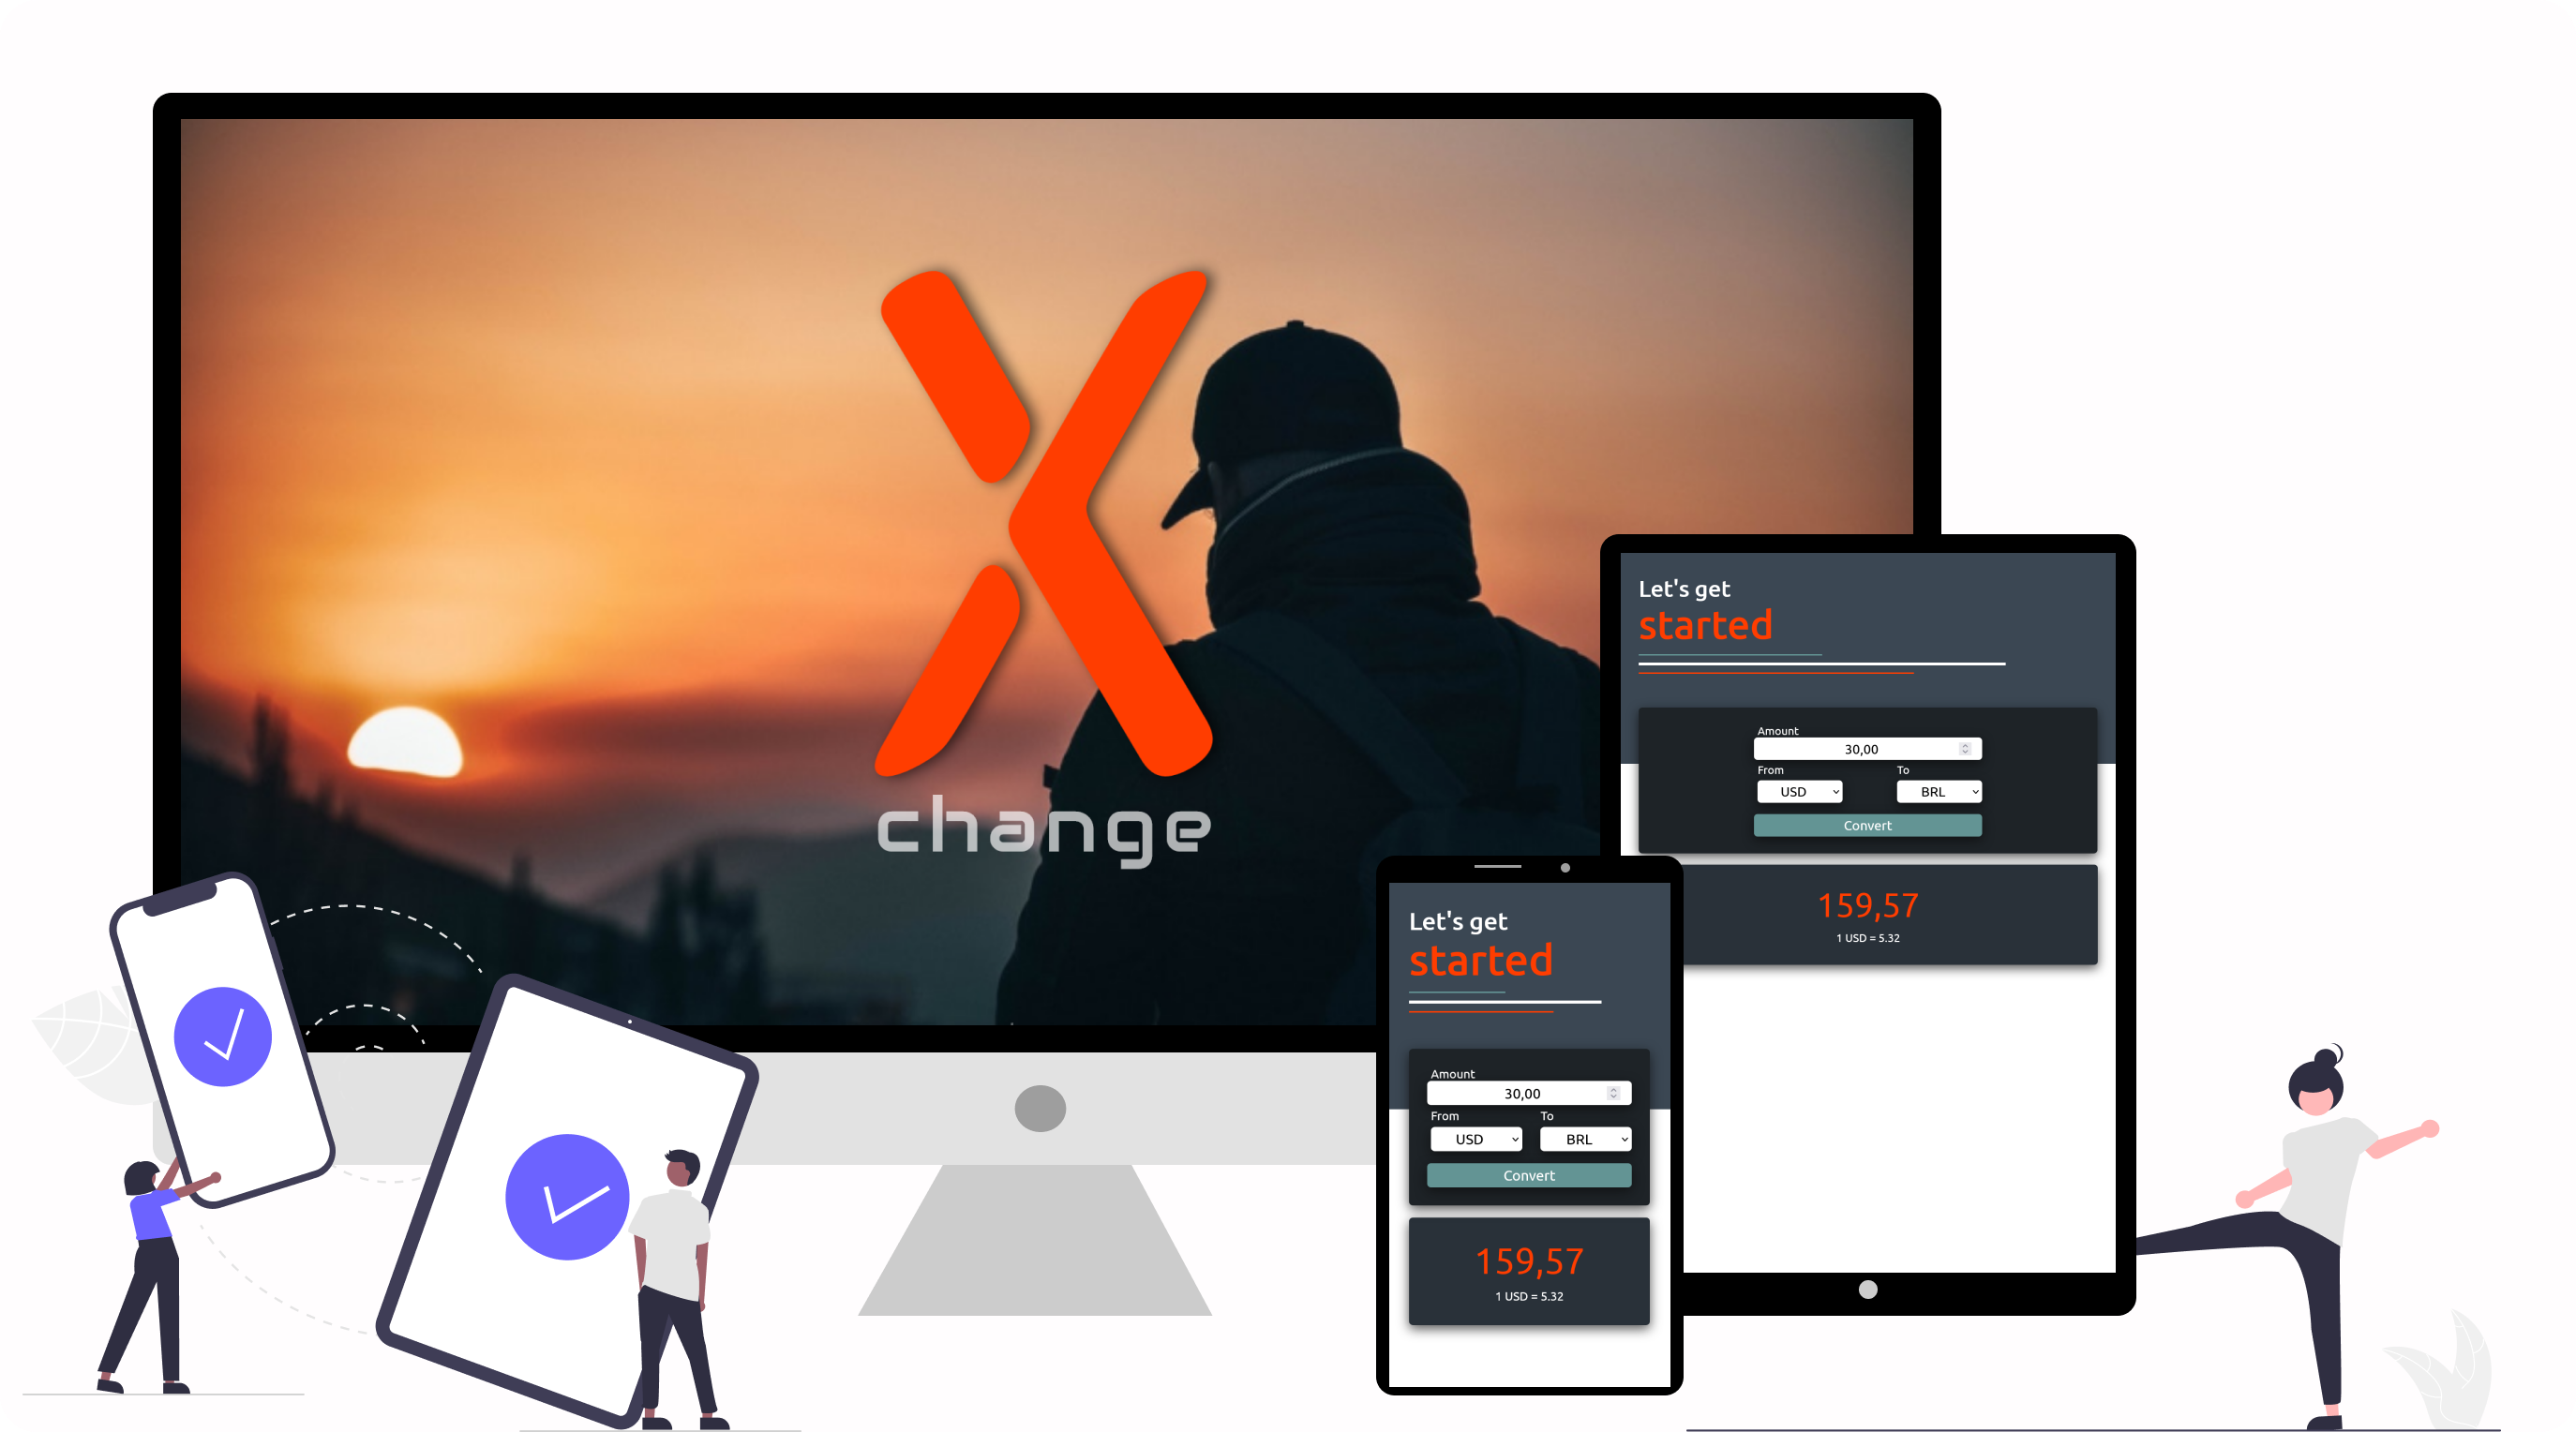 X
change
Let's get
started
Amount
30,00
From To
USD BRL
Convert
159,57
1 USD = 5.32
Let's get
started
Amount
30,00
From To
USD BRL
Convert
159,57
1 USD = 5.32